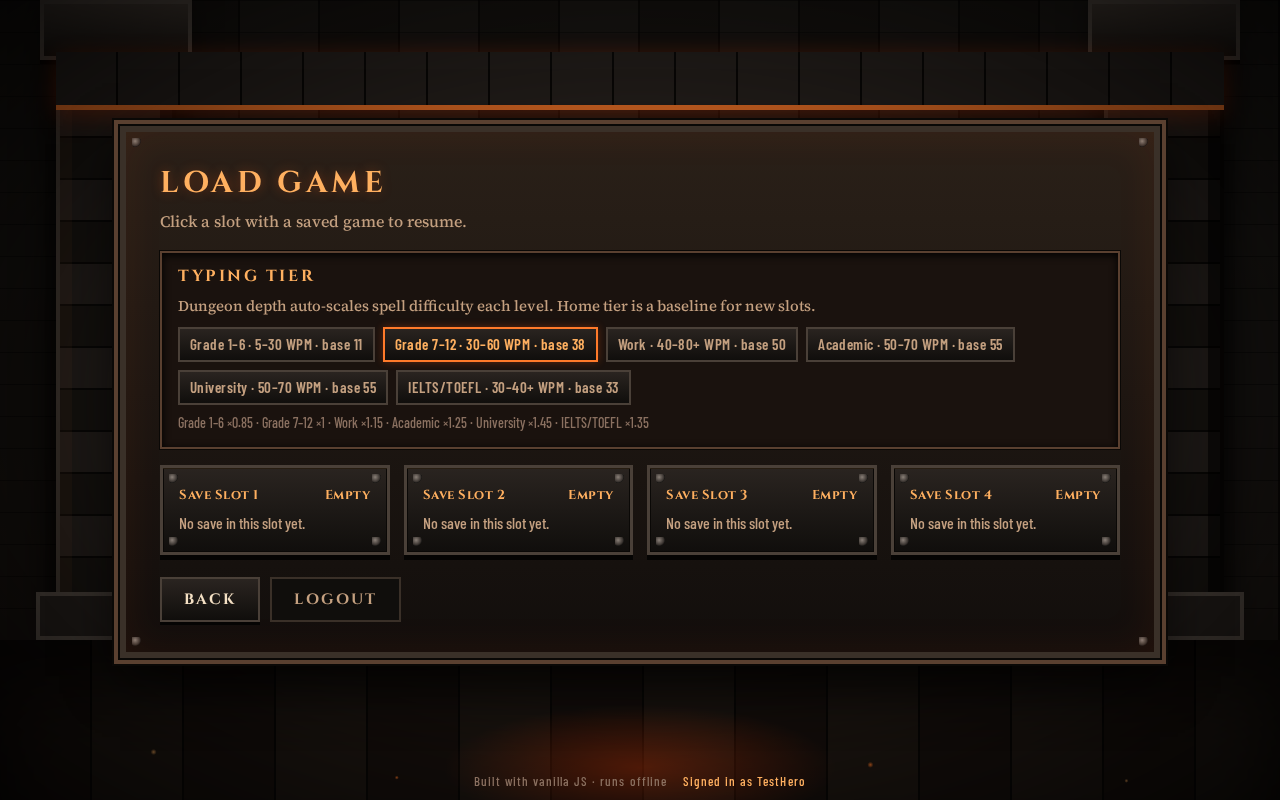 LOAD GAME
Click a slot with a saved game to resume.
TYPING TIER
Dungeon depth auto-scales spell difficulty each level. Home tier is a baseline for new slots.
Grade 1–6 · 5–30 WPM · base 11
Grade 7–12 · 30–60 WPM · base 38
Work · 40–80+ WPM · base 50
Academic · 50–70 WPM · base 55
University · 50–70 WPM · base 55
IELTS/TOEFL · 30–40+ WPM · base 33
Grade 1–6 ×0.85 · Grade 7–12 ×1 · Work ×1.15 · Academic ×1.25 · University ×1.45 · IELTS/TOEFL ×1.35
Save Slot 1 Empty
No save in this slot yet.
Save Slot 2 Empty
No save in this slot yet.
Save Slot 3 Empty
No save in this slot yet.
Save Slot 4 Empty
No save in this slot yet.
BACK
LOGOUT
Built with vanilla JS · runs offline Signed in as TestHero